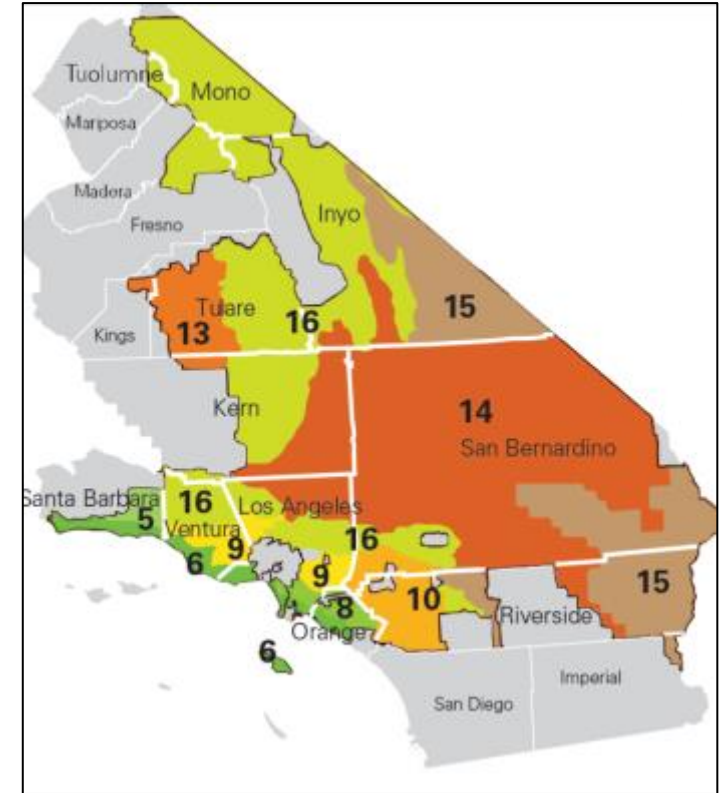 Tuolumne
Mono
Mariposa
Madera
Inyo
Fresno
Tulare
15
16
13
Kings
Kern
14
San Bernardino
Santa Barbara
16
Los Angeles
5
Ventura
16
9
6
9
15
8
10
Riverside
Orange
6
Imperial
San Diego